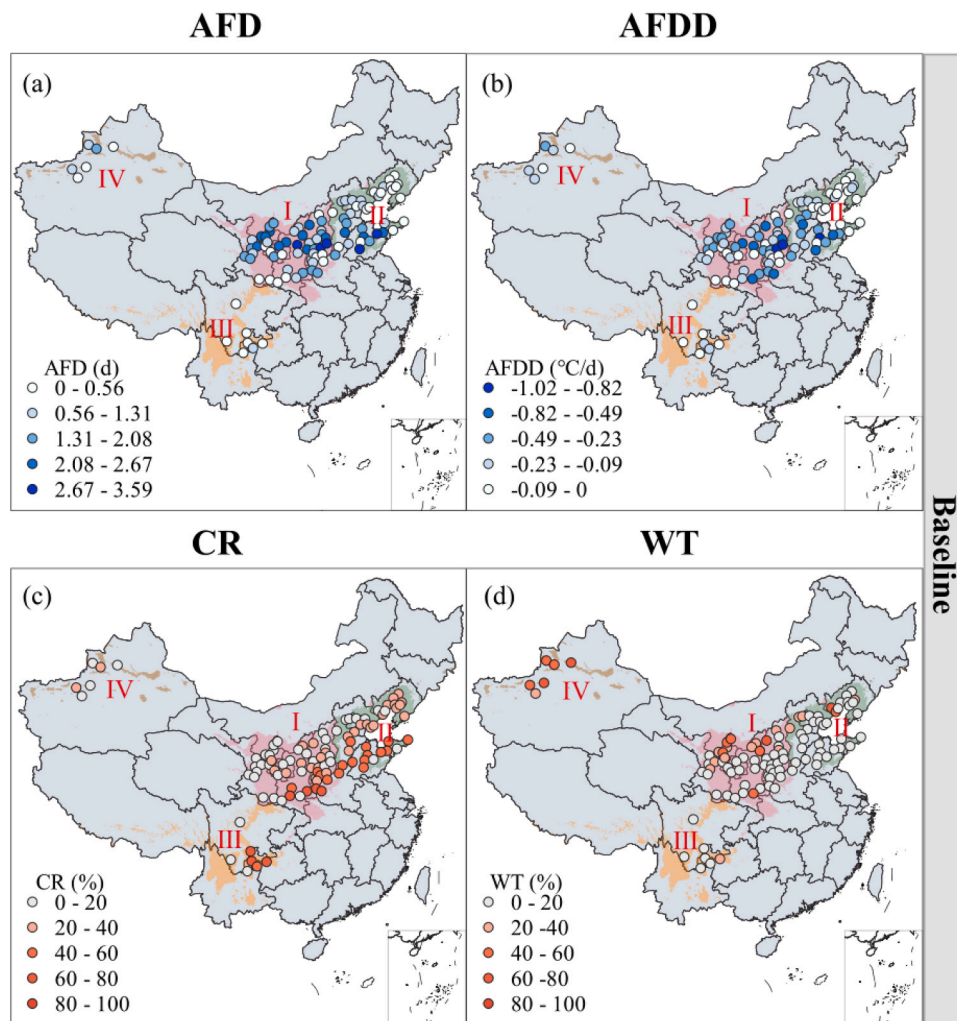 AFD
AFDD
(a)
(b)
IV
I
II
III
AFD (d)
0 - 0.56
0.56 - 1.31
1.31 - 2.08
2.08 - 2.67
2.67 - 3.59
IV
I
II
III
AFDD (°C/d)
-1.02 - -0.82
-0.82 - -0.49
-0.49 - -0.23
-0.23 - -0.09
-0.09 - 0
Baseline
CR
WT
(c)
(d)
IV
I
II
III
CR (%)
0 - 20
20 - 40
40 - 60
60 - 80
80 - 100
IV
I
II
III
WT (%)
0 - 20
20 -40
40 - 60
60 -80
80 - 100